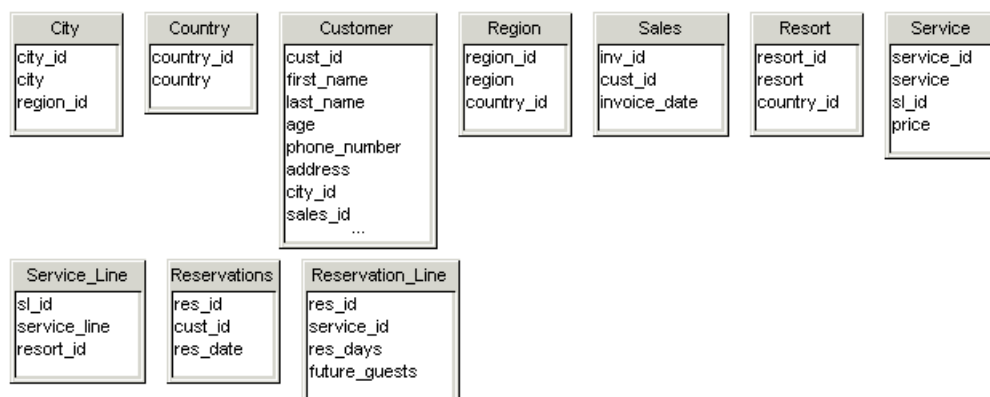 City
city_id
city
region_id
Country
country_id
country
Customer
cust_id
first_name
last_name
age
phone_number
address
city_id
sales_id
...
Region
region_id
region
country_id
Sales
inv_id
cust_id
invoice_date
Resort
resort_id
resort
country_id
Service
service_id
service
sl_id
price
Service_Line
sl_id
service_line
resort_id
Reservations
res_id
cust_id
res_date
Reservation_Line
res_id
service_id
res_days
future_guests